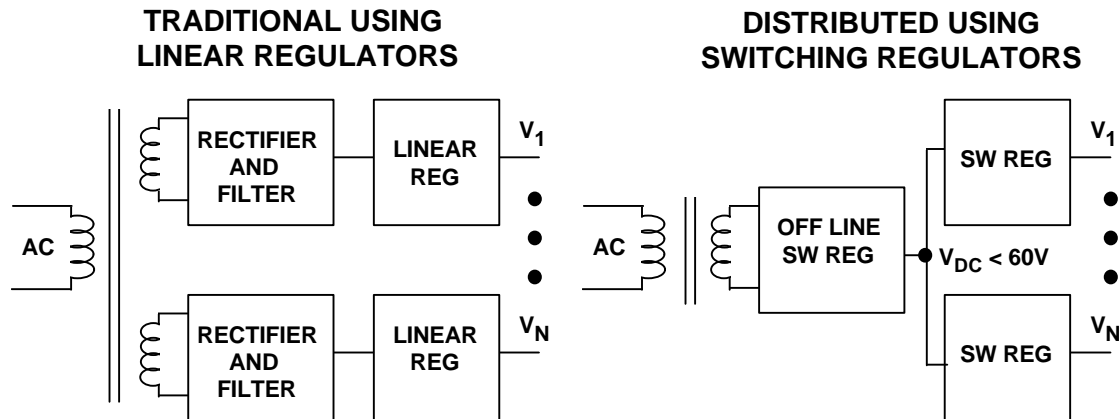 TRADITIONAL USING
LINEAR REGULATORS
RECTIFIER
AND
FILTER
LINEAR
REG
V1
AC
RECTIFIER
AND
FILTER
LINEAR
REG
VN
DISTRIBUTED USING
SWITCHING REGULATORS
SW REG
V1
AC
OFF LINE
SW REG
VDC < 60V
SW REG
VN